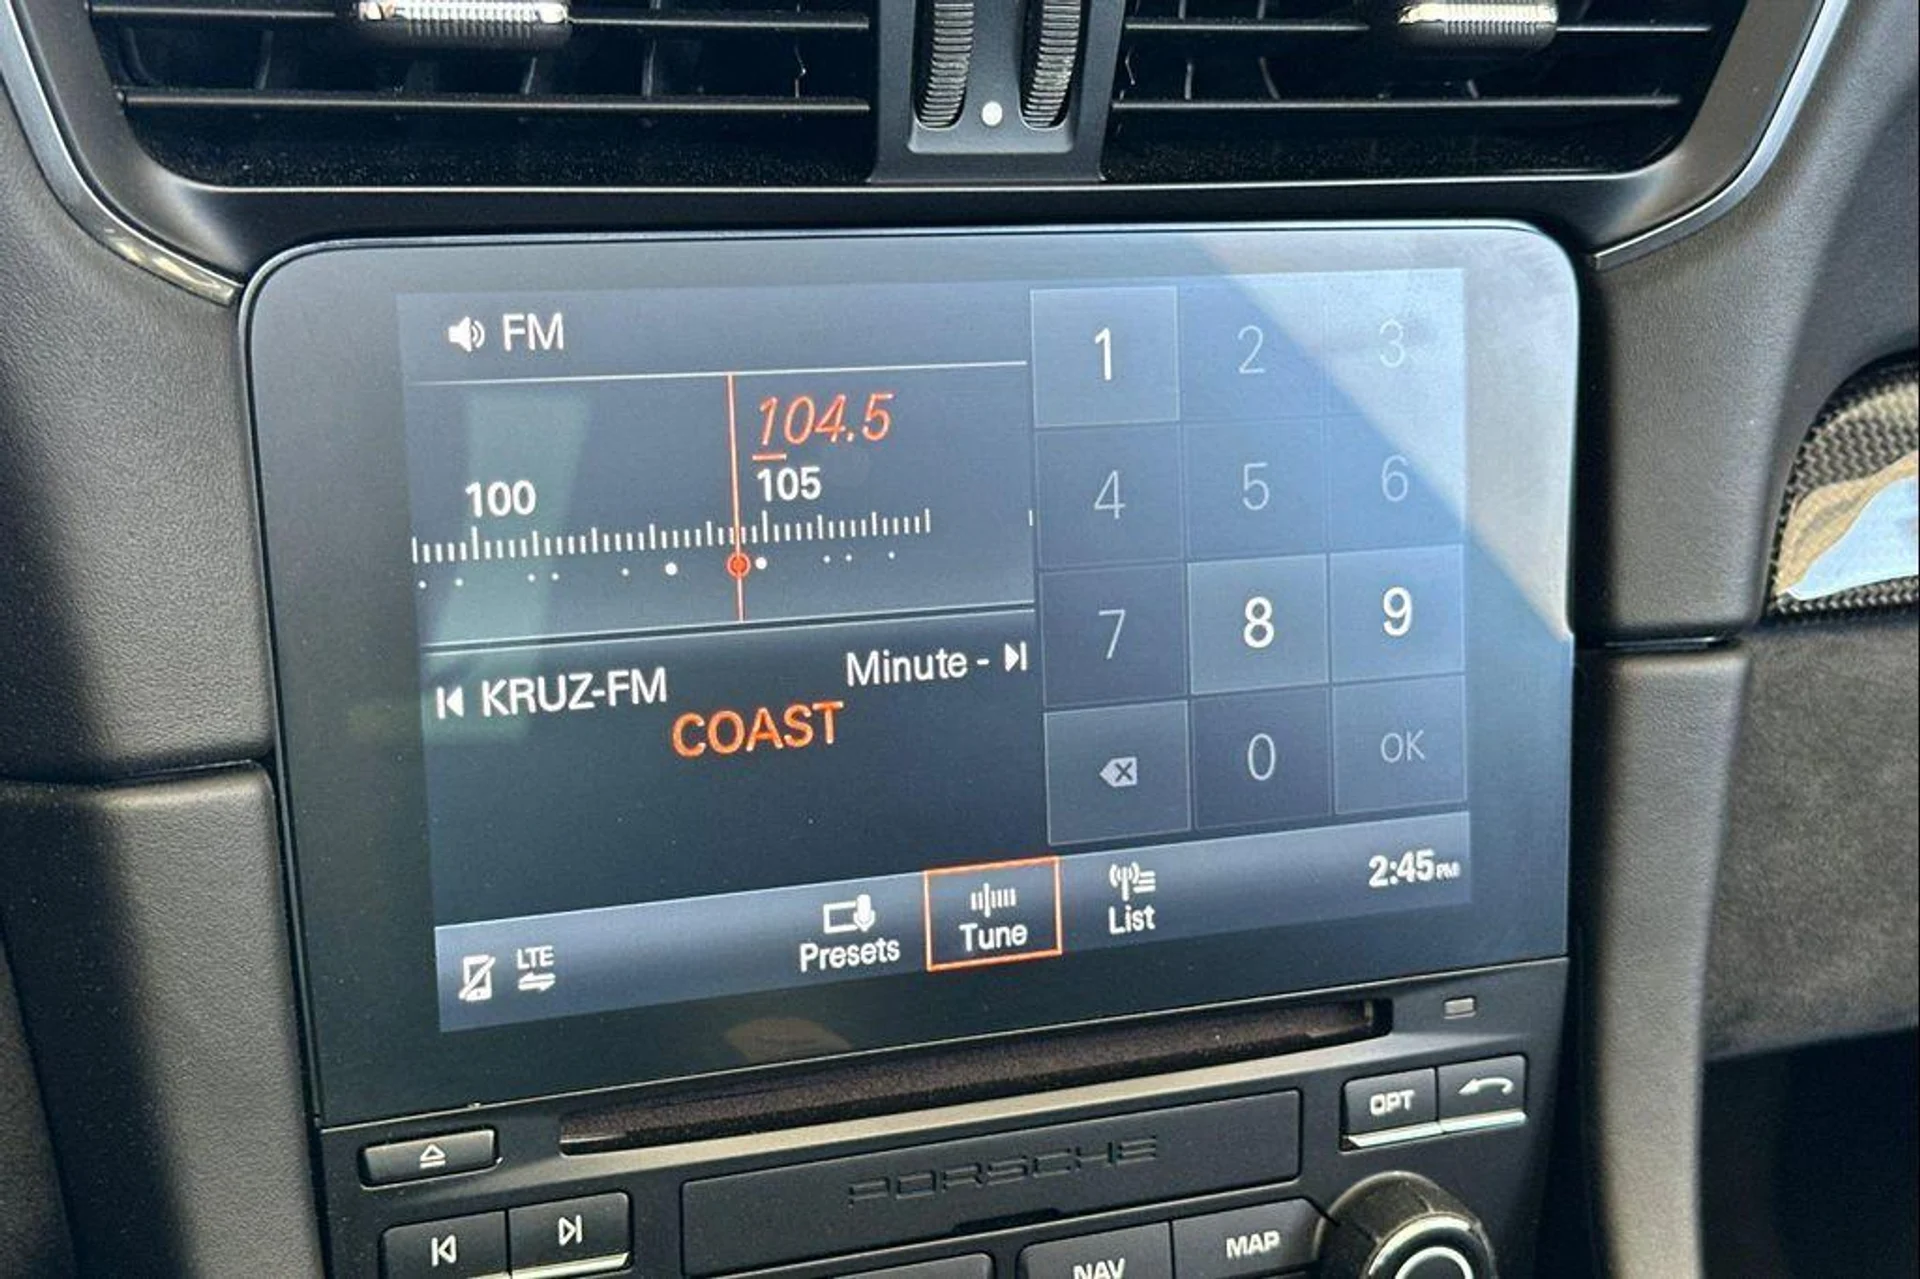 FM
104.5
100 105
KRUZ-FM Minute -
COAST
1 2 3
4 5 6
7 8 9
0 OK
LTE Presets Tune List 2:45PM
OPT
PORSCHE
NAV MAP